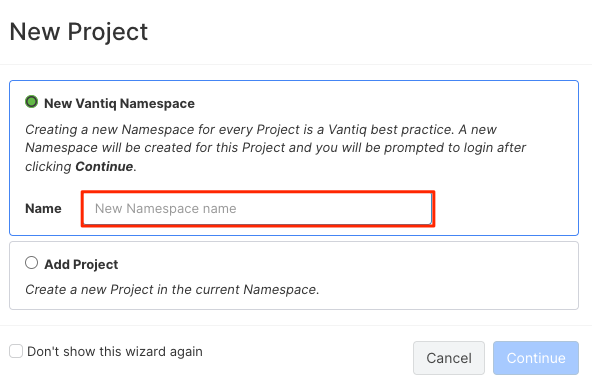 New Project
New Vantiq Namespace
Creating a new Namespace for every Project is a Vantiq best practice. A new
Namespace will be created for this Project and you will be prompted to login after
clicking Continue.
Name
New Namespace name
Add Project
Create a new Project in the current Namespace.
Don't show this wizard again
Cancel
Continue